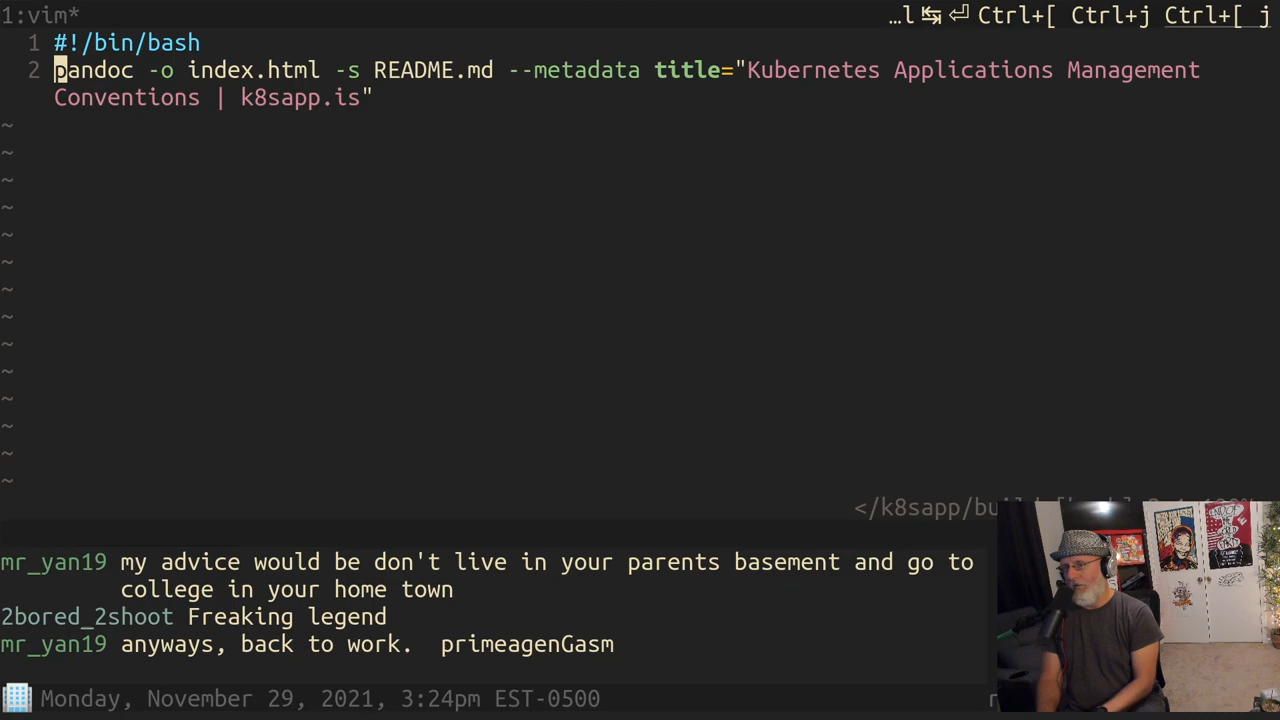 1:vim*
…l ↹ ⏎ Ctrl+[ Ctrl+j Ctrl+[ j
1 #!/bin/bash
2 pandoc -o index.html -s README.md --metadata title="Kubernetes Applications Management
Conventions | k8sapp.is"
~
~
~
~
~
~
~
~
~
~
~
~
~
~
</k8sapp/build
mr_yan19 my advice would be don't live in your parents basement and go to
college in your home town
2bored_2shoot Freaking legend
mr_yan19 anyways, back to work. primeagenGasm
Monday, November 29, 2021, 3:24pm EST-0500